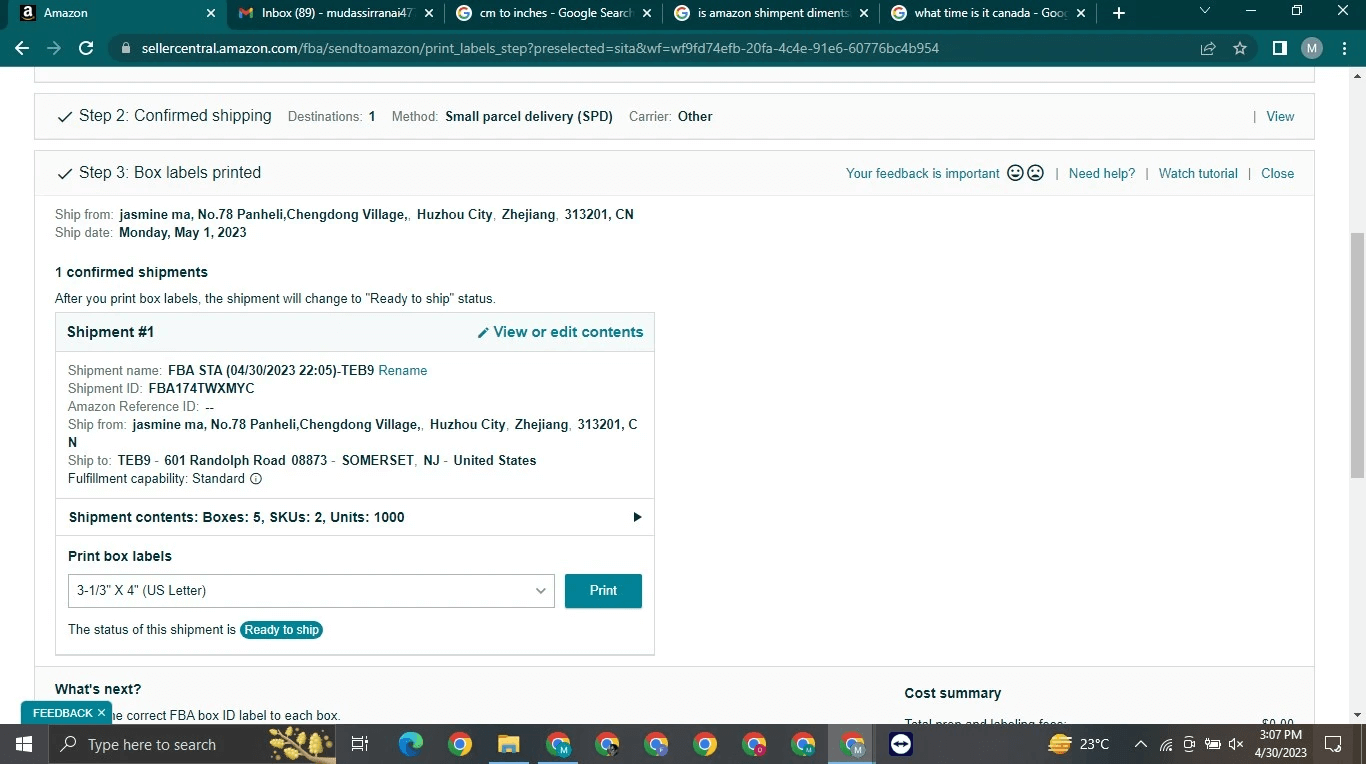 Amazon
Inbox (89) - mudassirranai47
cm to inches - Google Search
is amazon shimpent diments
what time is it canada - Goog
sellercentral.amazon.com/fba/sendtoamazon/print_labels_step?preselected=sita&wf=wf9fd74efb-20fa-4c4e-91e6-60776bc4b954
M
Step 2: Confirmed shipping Destinations: 1 Method: Small parcel delivery (SPD) Carrier: Other | View
Step 3: Box labels printed Your feedback is important | Need help? | Watch tutorial | Close
Ship from: jasmine ma, No.78 Panheli,Chengdong Village,, Huzhou City, Zhejiang, 313201, CN
Ship date: Monday, May 1, 2023
1 confirmed shipments
After you print box labels, the shipment will change to "Ready to ship" status.
Shipment #1 View or edit contents
Shipment name: FBA STA (04/30/2023 22:05)-TEB9 Rename
Shipment ID: FBA174TWXMYC
Amazon Reference ID: --
Ship from: jasmine ma, No.78 Panheli,Chengdong Village,, Huzhou City, Zhejiang, 313201, C
N
Ship to: TEB9 - 601 Randolph Road 08873 - SOMERSET, NJ - United States
Fulfillment capability: Standard
Shipment contents: Boxes: 5, SKUs: 2, Units: 1000
Print box labels
3-1/3" X 4" (US Letter) Print
The status of this shipment is Ready to ship
What's next?
Cost summary
FEEDBACK ×
he correct FBA box ID label to each box.
Total prep and labeling fees: $0.00
Type here to search
23°C
3:07 PM
4/30/2023